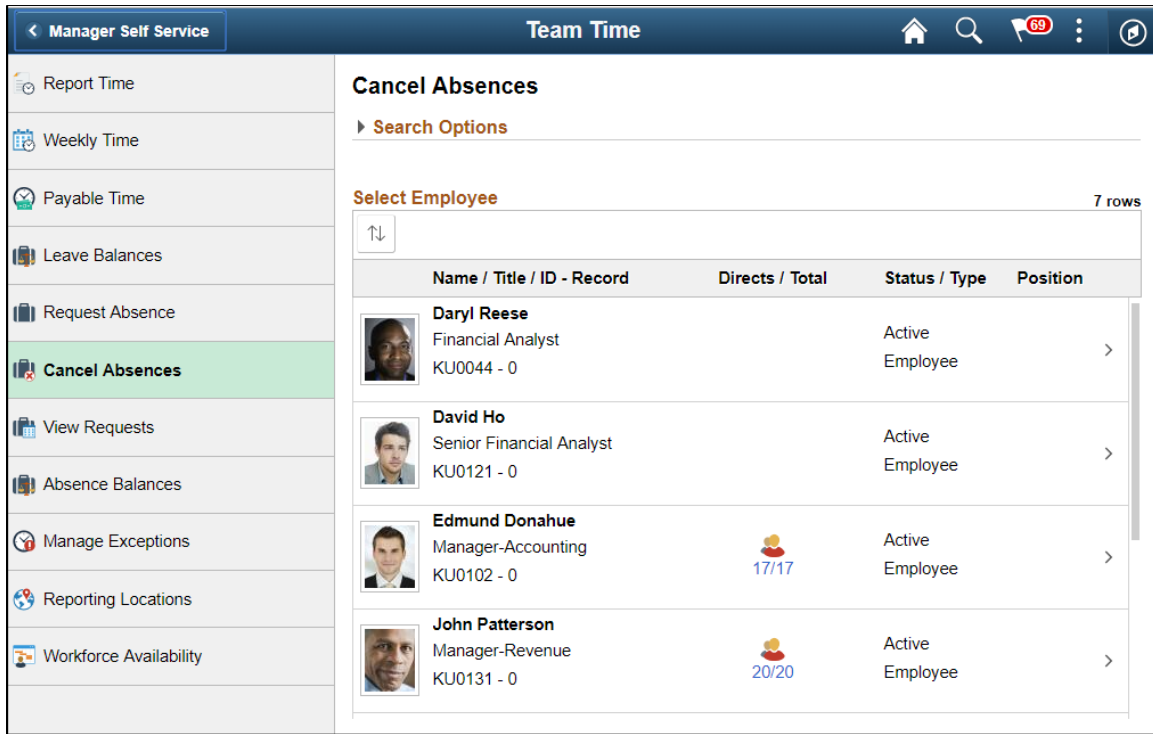 Manager Self Service
Team Time
69
Report Time
Weekly Time
Payable Time
Leave Balances
Request Absence
Cancel Absences
View Requests
Absence Balances
Manage Exceptions
Reporting Locations
Workforce Availability
Cancel Absences
Search Options
Select Employee
7 rows
Name / Title / ID - Record Directs / Total Status / Type Position
Daryl Reese
Financial Analyst
KU0044 - 0
Active
Employee
David Ho
Senior Financial Analyst
KU0121 - 0
Active
Employee
Edmund Donahue
Manager-Accounting
KU0102 - 0
17/17
Active
Employee
John Patterson
Manager-Revenue
KU0131 - 0
20/20
Active
Employee